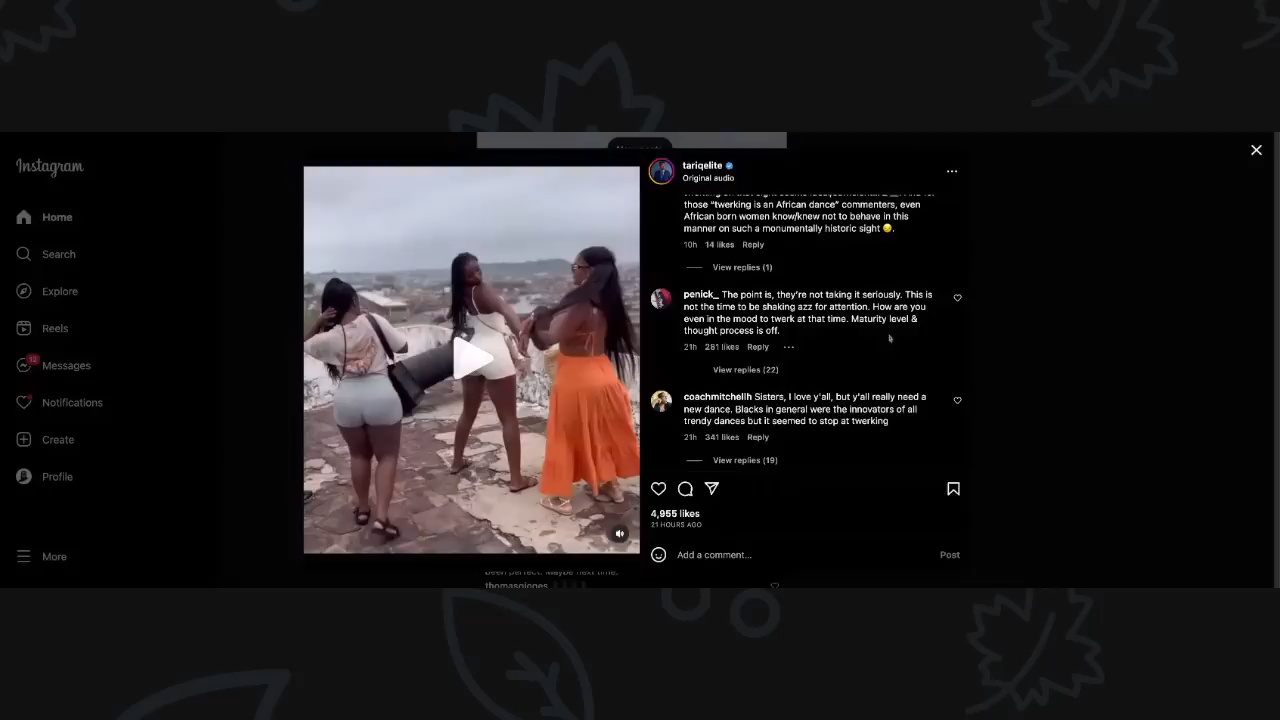 Instagram
Home
Search
Explore
Reels
12
Messages
Notifications
Create
Profile
More
tariqelite
Original audio
those “twerking is an African dance” commenters, even
African born women know/knew not to behave in this
manner on such a monumentally historic sight 😏.
10h 14 likes Reply
View replies (1)
penick_ The point is, they’re not taking it seriously. This is
not the time to be shaking azz for attention. How are you
even in the mood to twerk at that time. Maturity level &
thought process is off.
21h 281 likes Reply ...
View replies (22)
coachmitchellh Sisters, I love y’all, but y’all really need a
new dance. Blacks in general were the innovators of all
trendy dances but it seemed to stop at twerking
21h 341 likes Reply
View replies (19)
4,955 likes
21 HOURS AGO
Add a comment...
Post
been perfect. Maybe next time.
thomasgjones